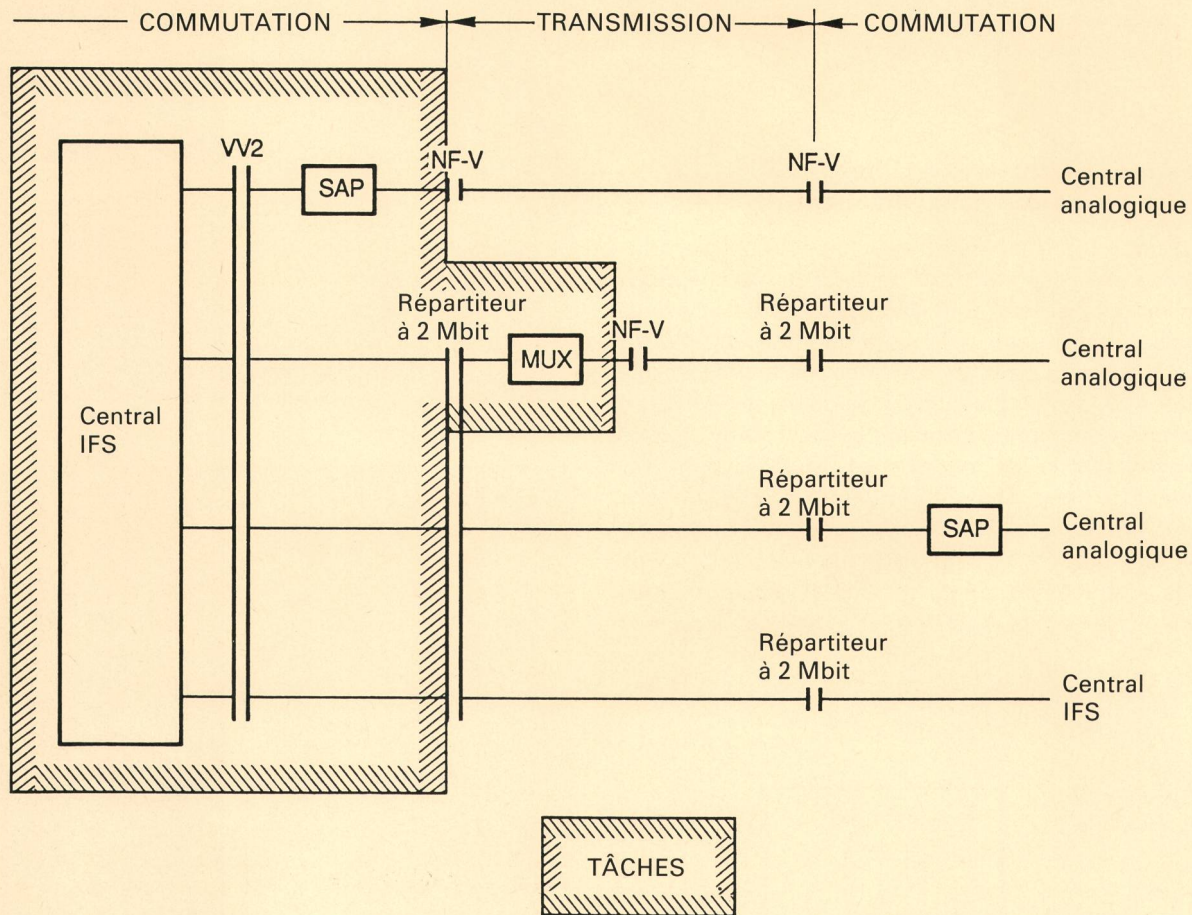 COMMUTATION TRANSMISSION COMMUTATION
VV2
SAP
NF-V
NF-V
Central
analogique
Répartiteur
à 2 Mbit
MUX
NF-V
Répartiteur
à 2 Mbit
Central
analogique
Central
IFS
Répartiteur
à 2 Mbit
SAP
Central
analogique
Répartiteur
à 2 Mbit
Central
IFS
TÂCHES